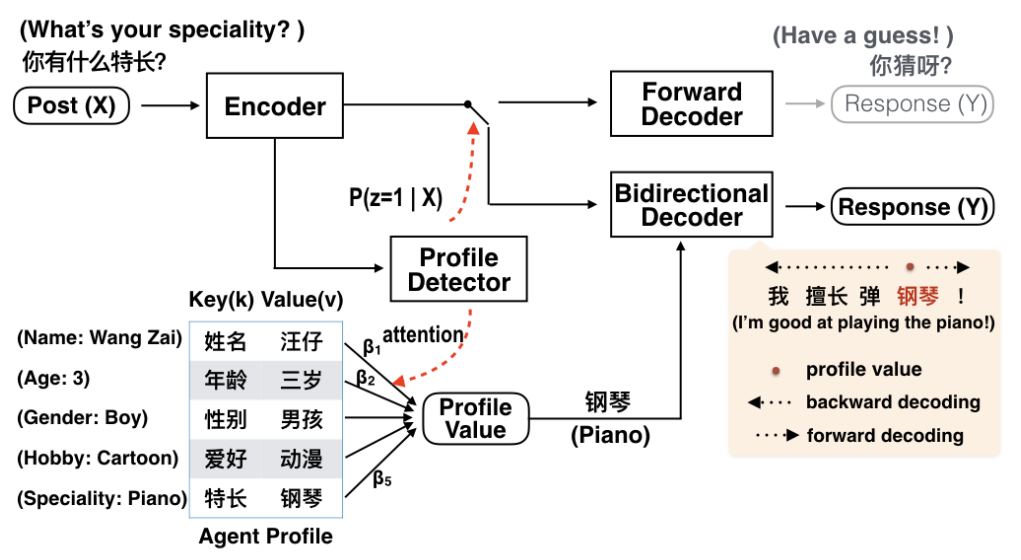 (What's your speciality? )
你有什么特长?
Post (X)
Encoder
(Have a guess! )
你猜呀?
Forward
Decoder
Response (Y)
P(z=1 | X)
Bidirectional
Decoder
Response (Y)
Profile
Detector
我 擅长 弹 钢琴 !
(I'm good at playing the piano!)
profile value
backward decoding
forward decoding
Key(k) Value(v)
(Name: Wang Zai) 姓名 汪仔
(Age: 3) 年龄 三岁
(Gender: Boy) 性别 男孩
(Hobby: Cartoon) 爱好 动漫
(Speciality: Piano) 特长 钢琴
Agent Profile
β1
attention
β2
β5
Profile
Value
钢琴
(Piano)